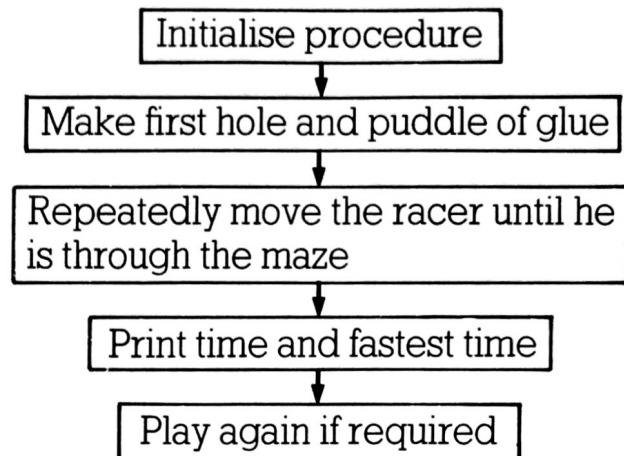 Initialise procedure
Make first hole and puddle of glue
Repeatedly move the racer until he
is through the maze
Print time and fastest time
Play again if required